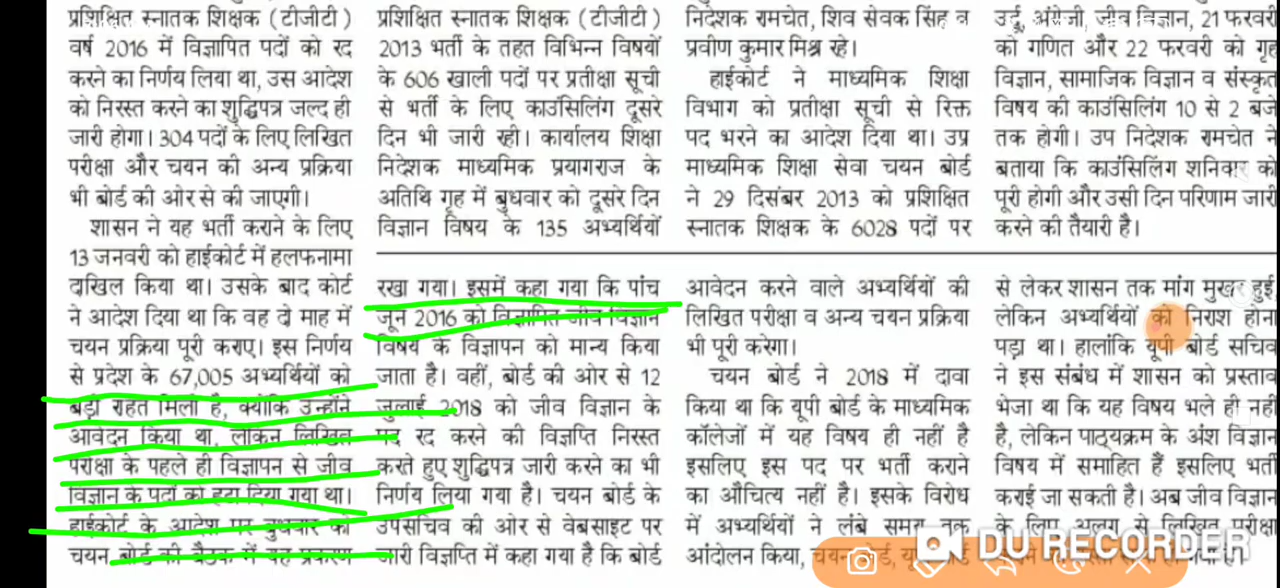 प्रशिक्षित स्नातक शिक्षक (टीजीटी)
वर्ष 2016 में विज्ञापित पदों को रद
करने का निर्णय लिया था, उस आदेश
को निरस्त करने का शुद्धिपत्र जल्द ही
जारी होगा। 304 पदों के लिए लिखित
परीक्षा और चयन की अन्य प्रक्रिया
भी बोर्ड की ओर से की जाएगी।
शासन ने यह भर्ती कराने के लिए
13 जनवरी को हाईकोर्ट में हलफनामा
दाखिल किया था। उसके बाद कोर्ट
ने आदेश दिया था कि वह दो माह में
चयन प्रक्रिया पूरी कराए। इस निर्णय
से प्रदेश के 67,005 अभ्यर्थियों को
बड़ी राहत मिली है, क्योंकि उन्होंने
आवेदन किया था, लेकिन लिखित
परीक्षा के पहले ही विज्ञापन से जीव
विज्ञान के पदों को हटा दिया गया था।
हाईकोर्ट के आदेश पर बुधवार को
चयन बोर्ड की बैठक में यह प्रकरण
प्रशिक्षित स्नातक शिक्षक (टीजीटी)
2013 भर्ती के तहत विभिन्न विषयों
के 606 खाली पदों पर प्रतीक्षा सूची
से भर्ती के लिए काउंसिलिंग दूसरे
दिन भी जारी रही। कार्यालय शिक्षा
निदेशक माध्यमिक प्रयागराज के
अतिथि गृह में बुधवार को दूसरे दिन
विज्ञान विषय के 135 अभ्यर्थियों
निदेशक रामचेत, शिव सेवक सिंह व
प्रवीण कुमार मिश्र रहे।
हाईकोर्ट ने माध्यमिक शिक्षा
विभाग को प्रतीक्षा सूची से रिक्त
पद भरने का आदेश दिया था। उप्र
माध्यमिक शिक्षा सेवा चयन बोर्ड
ने 29 दिसंबर 2013 को प्रशिक्षित
स्नातक शिक्षक के 6028 पदों पर
उर्दू, अंग्रेजी, जीव विज्ञान, 21 फरवरी
को गणित और 22 फरवरी को गृह
विज्ञान, सामाजिक विज्ञान व संस्कृत
विषय की काउंसिलिंग 10 से 2 बजे
तक होगी। उप निदेशक रामचेत ने
बताया कि काउंसिलिंग शनिवार को
पूरी होगी और उसी दिन परिणाम जारी
करने की तैयारी है।
रखा गया। इसमें कहा गया कि पांच
जून 2016 को विज्ञापित जीव विज्ञान
विषय के विज्ञापन को मान्य किया
जाता है। वहीं, बोर्ड की ओर से 12
जुलाई 2018 को जीव विज्ञान के
पद रद करने की विज्ञप्ति निरस्त
करते हुए शुद्धिपत्र जारी करने का भी
निर्णय लिया गया है। चयन बोर्ड के
उपसचिव की ओर से वेबसाइट पर
जारी विज्ञप्ति में कहा गया है कि बोर्ड
आवेदन करने वाले अभ्यर्थियों की
लिखित परीक्षा व अन्य चयन प्रक्रिया
भी पूरी करेगा।
चयन बोर्ड ने 2018 में दावा
किया था कि यूपी बोर्ड के माध्यमिक
कॉलेजों में यह विषय ही नहीं है
इसलिए इस पद पर भर्ती कराने
का औचित्य नहीं है। इसके विरोध
में अभ्यर्थियों ने लंबे समय तक
आंदोलन किया, चयन बोर्ड, यूपी बोर्ड
से लेकर शासन तक मांग मुखर हुई
लेकिन अभ्यर्थियों को निराश होना
पड़ा था। हालांकि यूपी बोर्ड सचिव
ने इस संबंध में शासन को प्रस्ताव
भेजा था कि यह विषय भले ही नहीं
है, लेकिन पाठ्यक्रम के अंश विज्ञान
विषय में समाहित हैं इसलिए भर्ती
कराई जा सकती है। अब जीव विज्ञान
के लिए अलग से लिखित परीक्षा
DU RECORDER